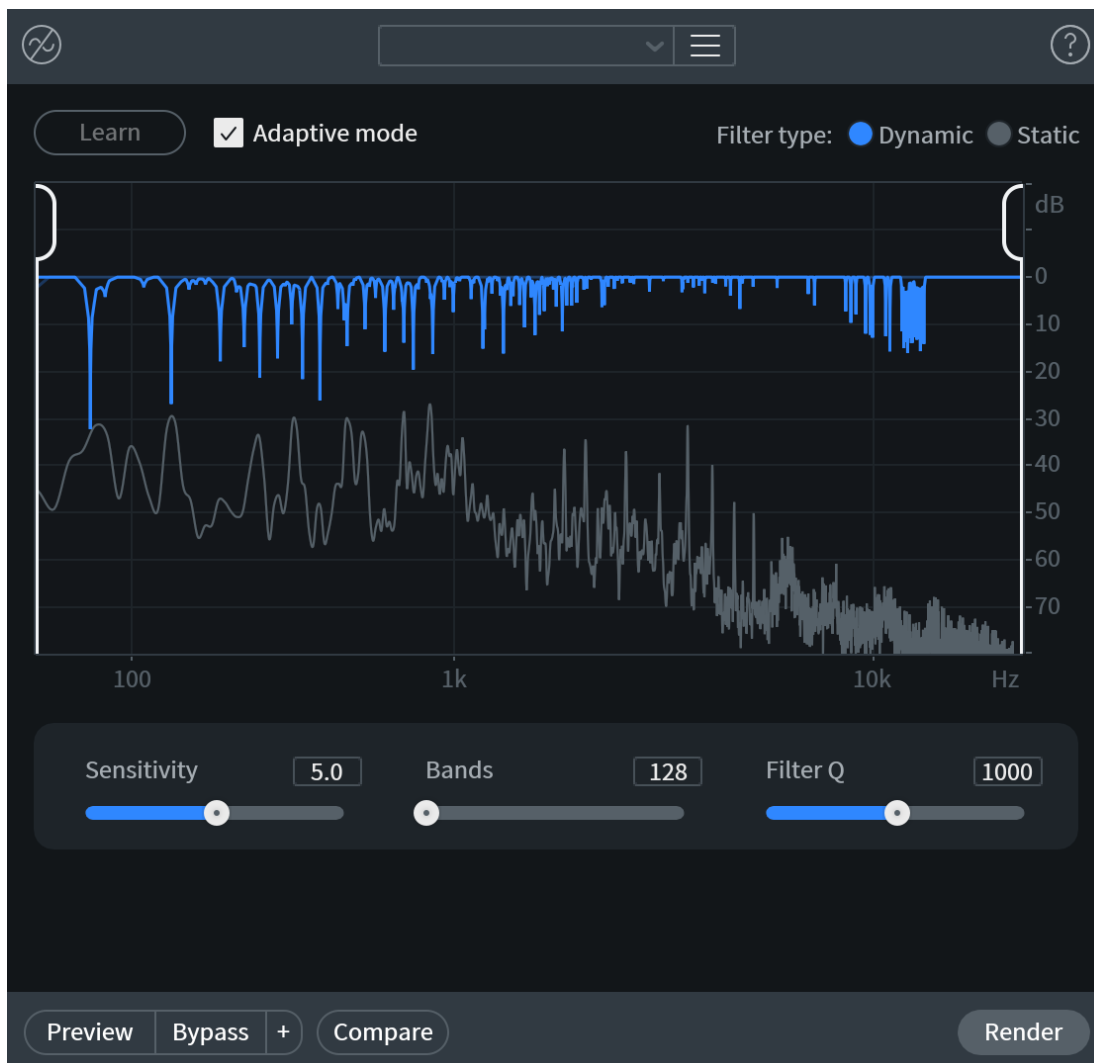 ?
Learn
Adaptive mode
Filter type: Dynamic Static
dB
0
10
20
30
40
50
60
70
100 1k 10k Hz
Sensitivity 5.0 Bands 128 Filter Q 1000
Preview Bypass + Compare Render